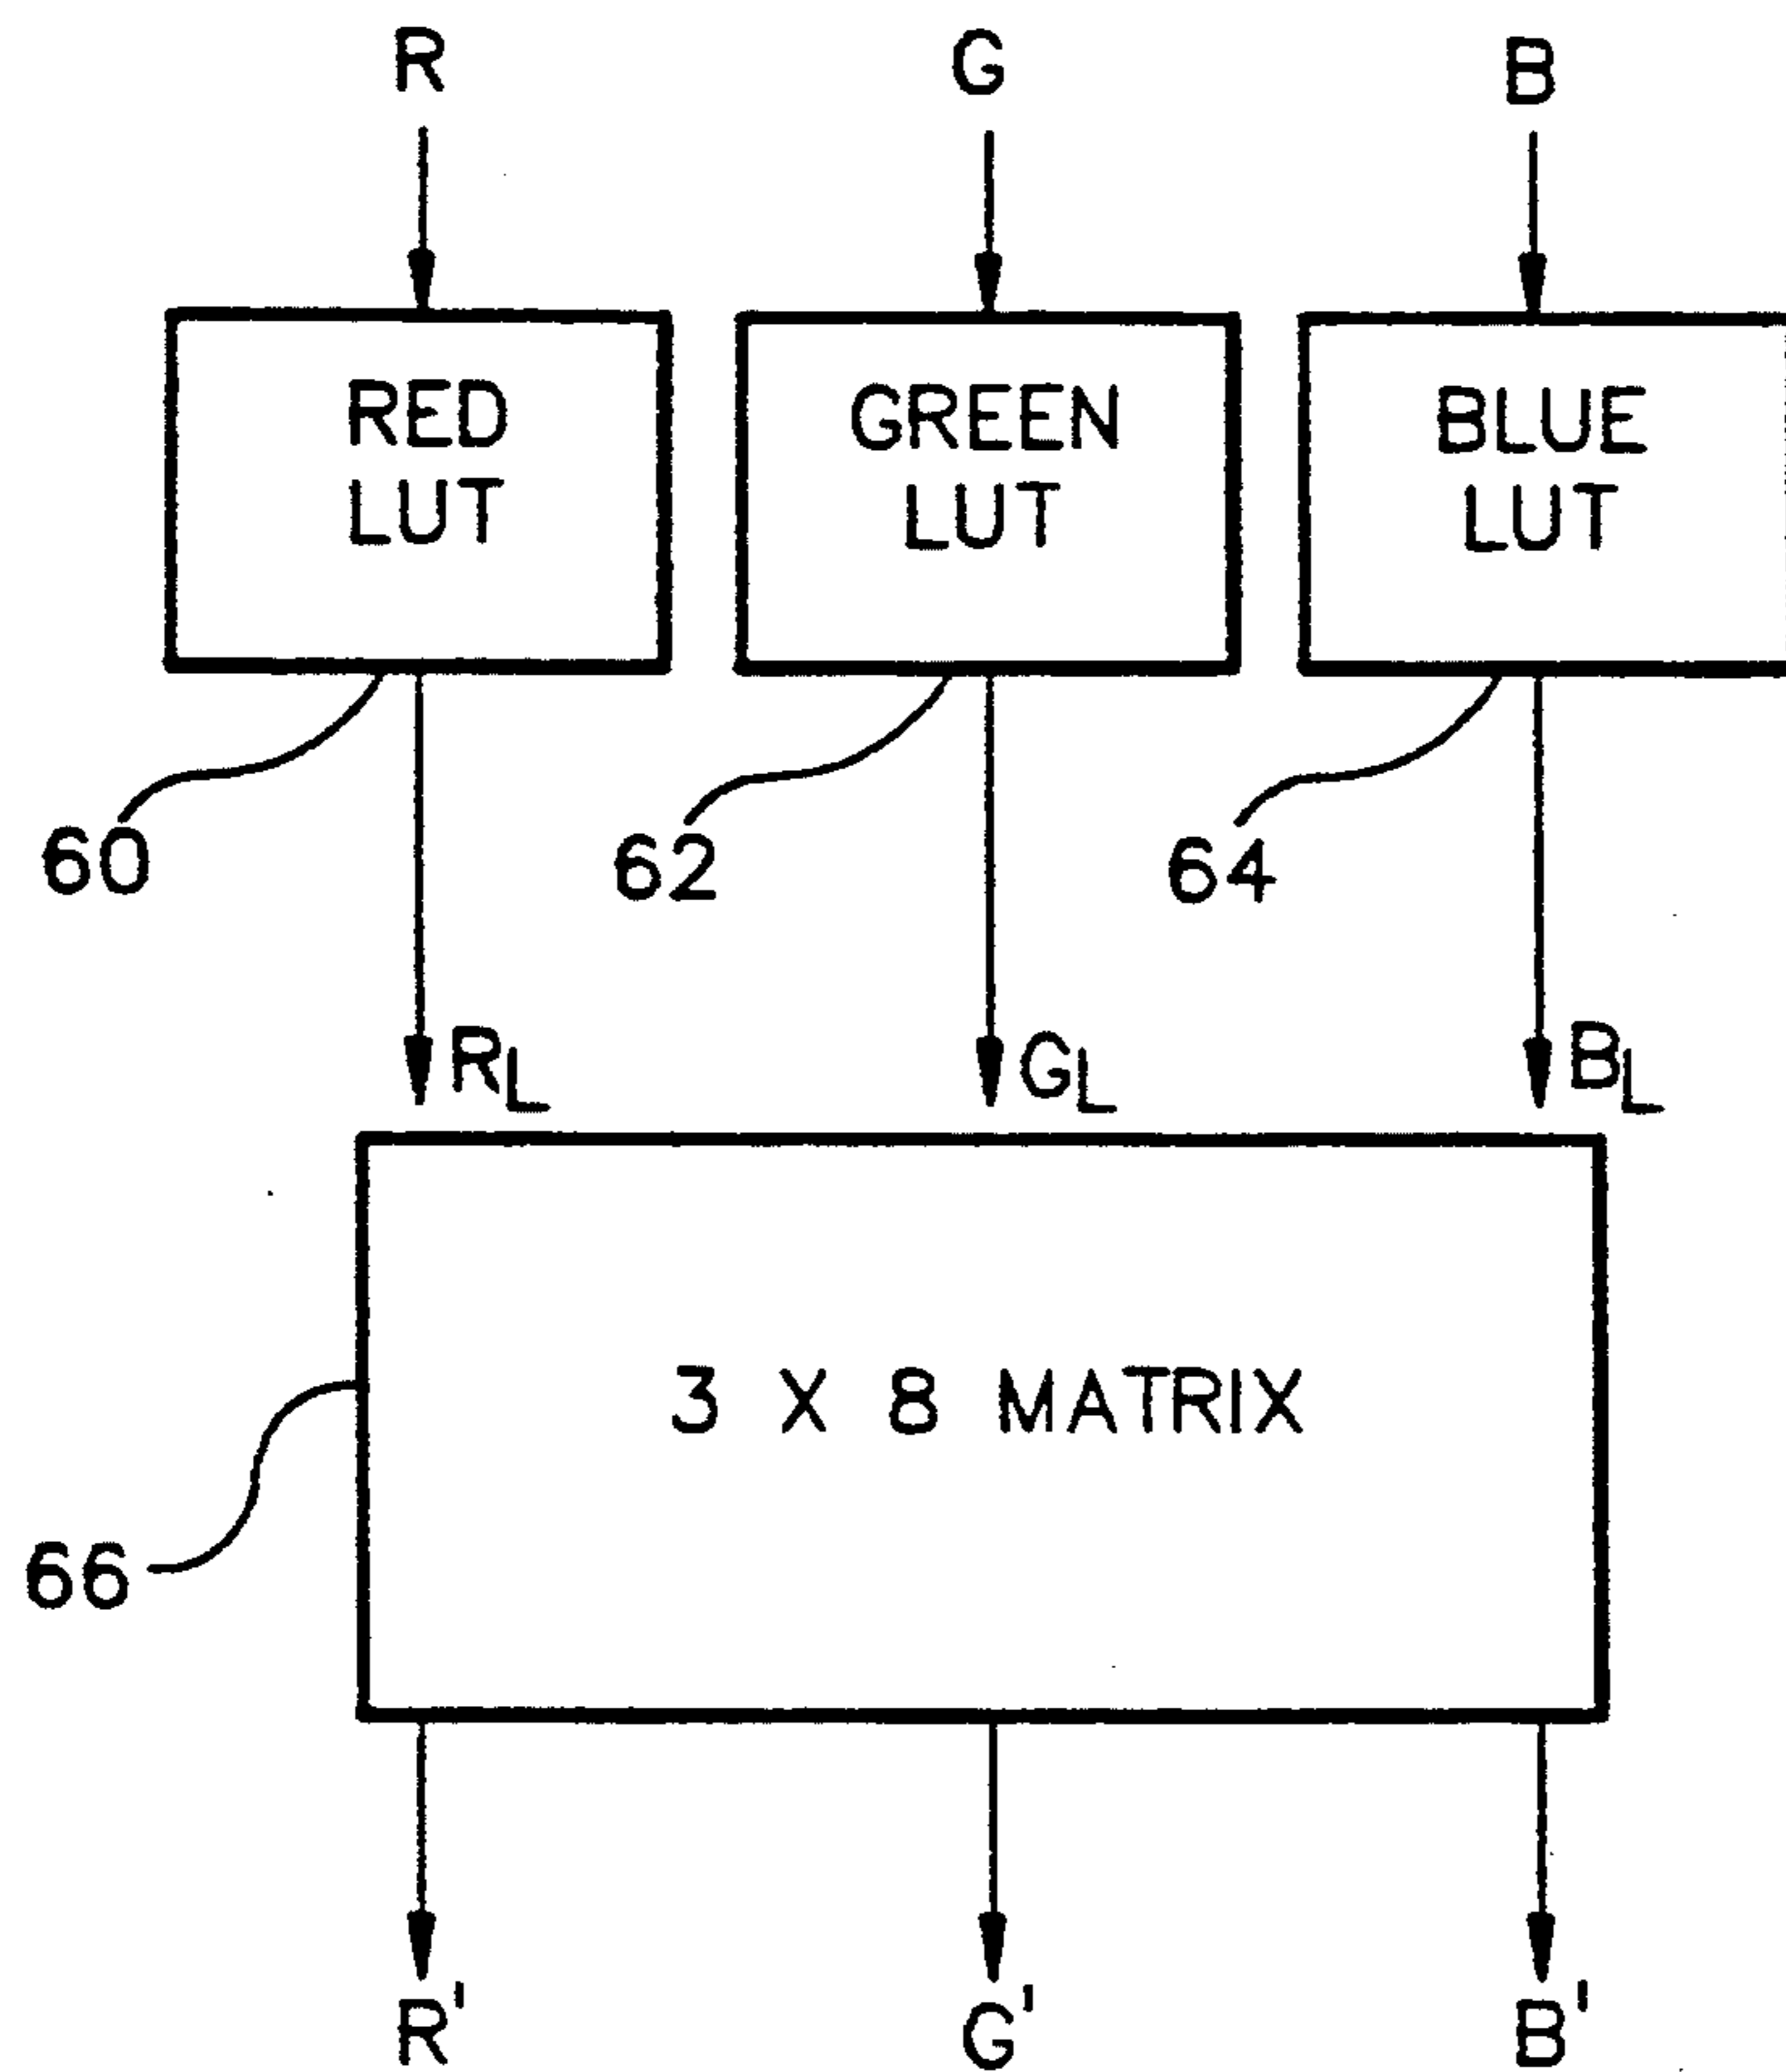 R G B
RED GREEN BLUE
LUT LUT LUT
60 62 64
RL GL BL
3 X 8 MATRIX
66
R' G' B'